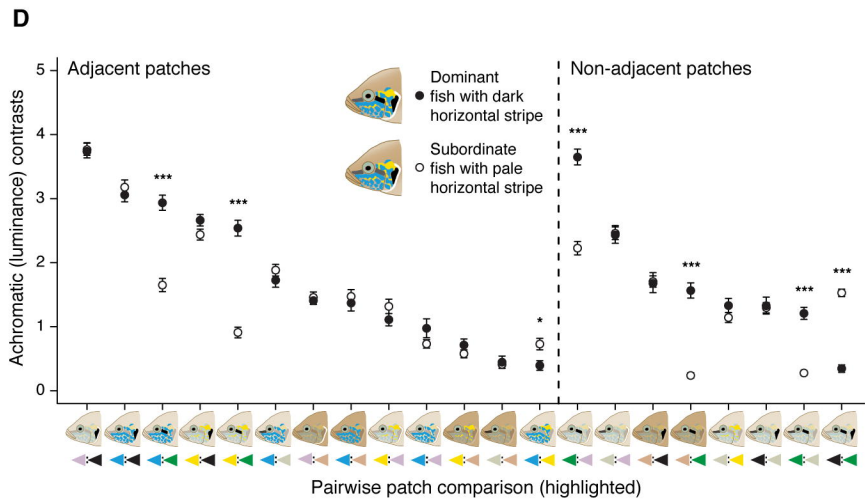 D
Adjacent patches
Non-adjacent patches
Dominant
fish with dark
horizontal stripe
Subordinate
fish with pale
horizontal stripe
Achromatic (luminance) contrasts
5
4
3
2
1
0
***
***
*
***
***
***
***
Pairwise patch comparison (highlighted)